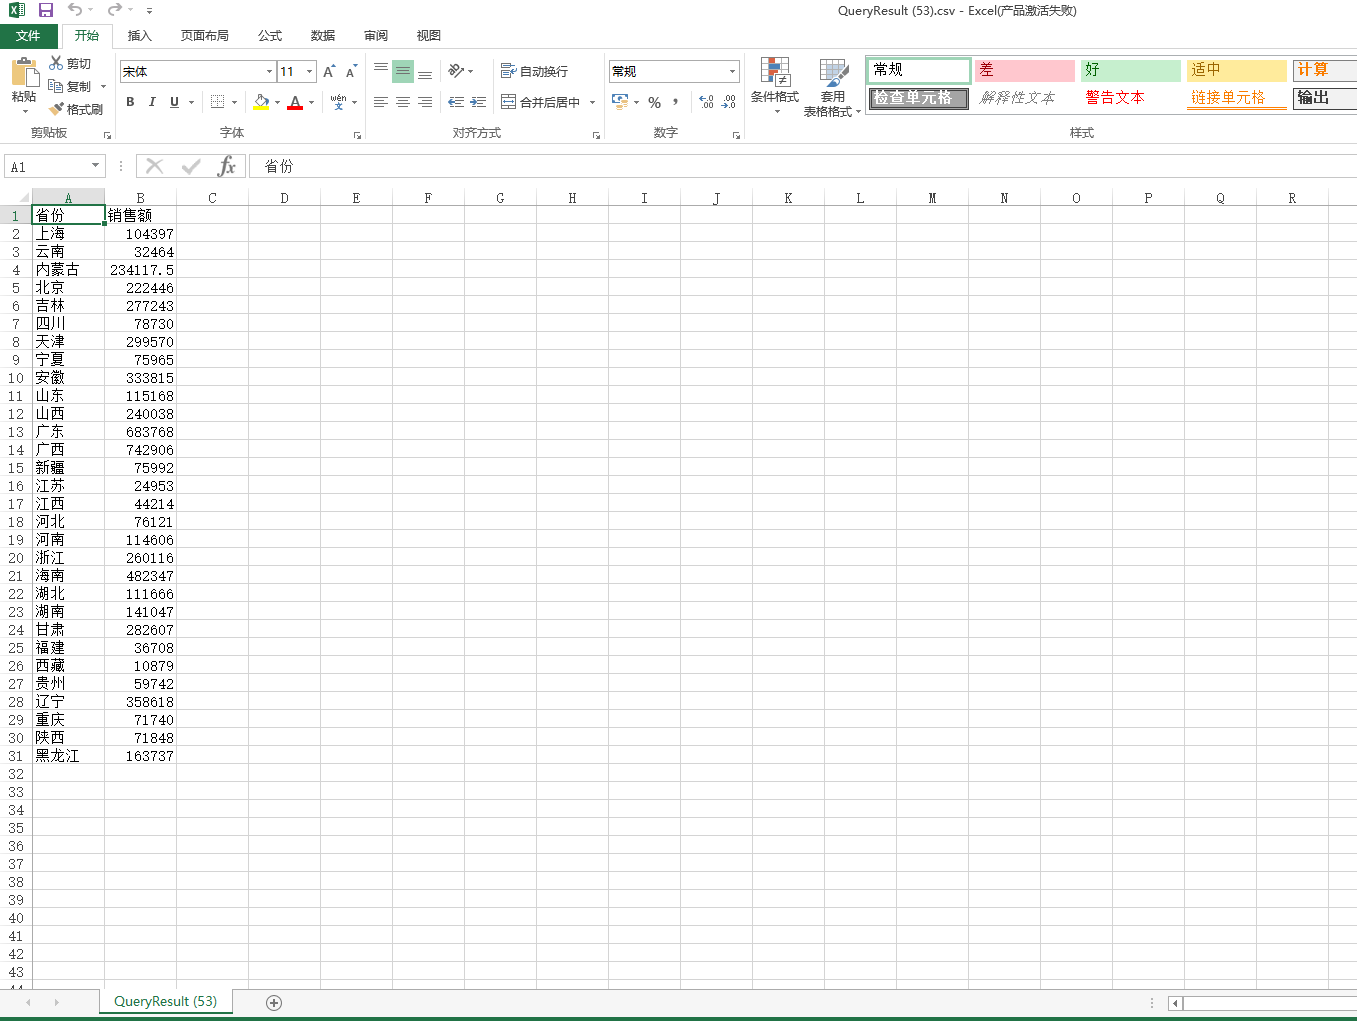 QueryResult (53).csv - Excel(产品激活失败)
文件 开始 插入 页面布局 公式 数据 审阅 视图
粘贴 剪切 复制 格式刷
剪贴板
宋体 11
B I U wén
字体
自动换行
合并后居中
对齐方式
常规
% , .00 .00
数字
条件格式 套用表格格式
常规 差 好 适中 计算
检查单元格 解释性文本 警告文本 链接单元格 输出
样式
A1 fx 省份
A B C D E F G H I J K L M N O P Q R
1 省份 销售额
2 上海 104397
3 云南 32464
4 内蒙古 234117.5
5 北京 222446
6 吉林 277243
7 四川 78730
8 天津 299570
9 宁夏 75965
10 安徽 333815
11 山东 115168
12 山西 240038
13 广东 683768
14 广西 742906
15 新疆 75992
16 江苏 24953
17 江西 44214
18 河北 76121
19 河南 114606
20 浙江 260116
21 海南 482347
22 湖北 111666
23 湖南 141047
24 甘肃 282607
25 福建 36708
26 西藏 10879
27 贵州 59742
28 辽宁 358618
29 重庆 71740
30 陕西 71848
31 黑龙江 163737
32
33
34
35
36
37
38
39
40
41
42
43
44
QueryResult (53)